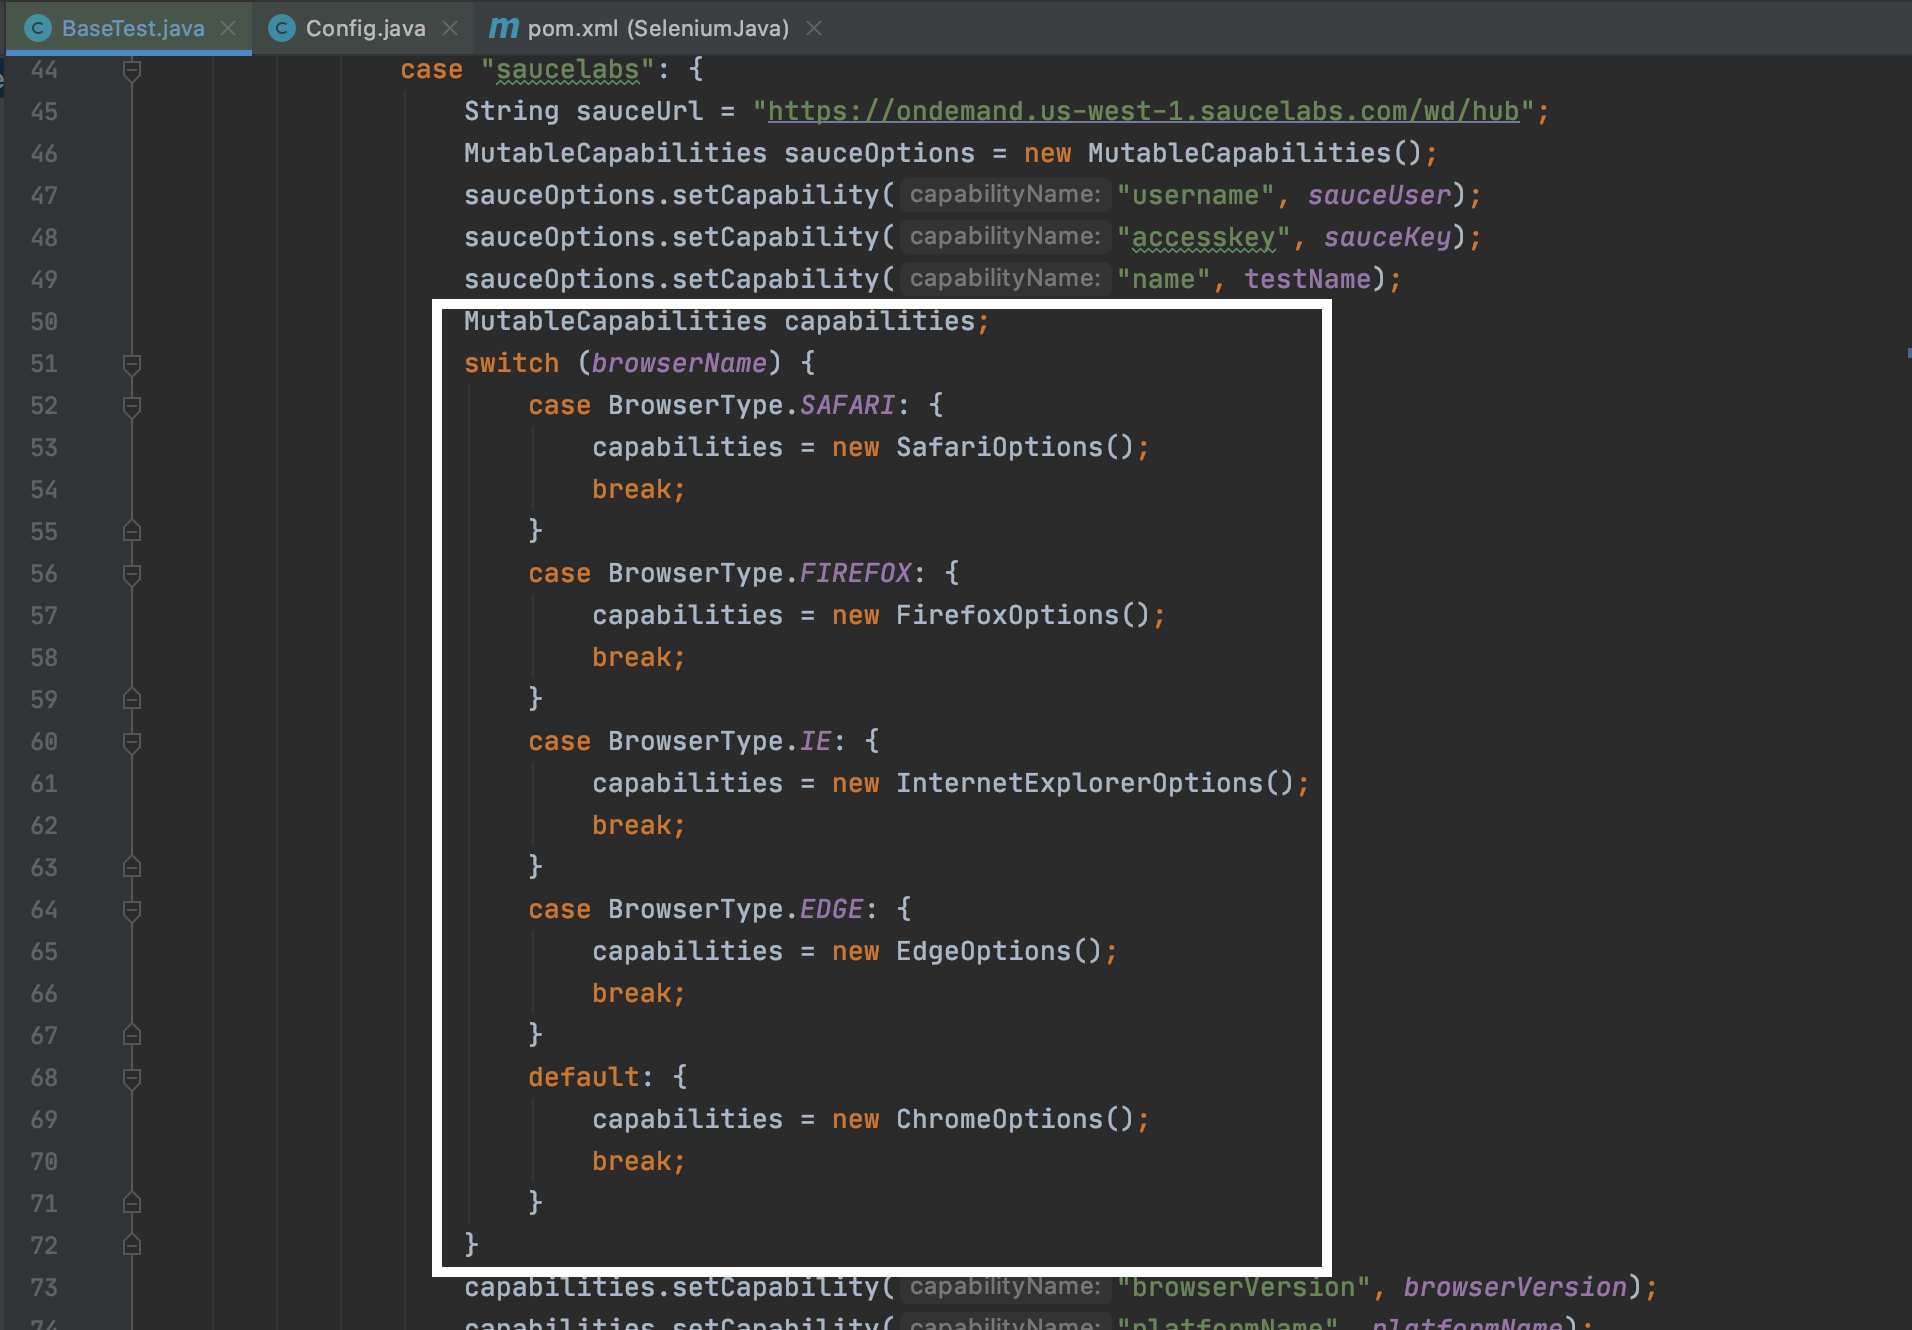 BaseTest.java Config.java pom.xml (SeleniumJava)
44 case "saucelabs": {
45 String sauceUrl = "https://ondemand.us-west-1.saucelabs.com/wd/hub";
46 MutableCapabilities sauceOptions = new MutableCapabilities();
47 sauceOptions.setCapability( capabilityName: "username", sauceUser);
48 sauceOptions.setCapability( capabilityName: "accesskey", sauceKey);
49 sauceOptions.setCapability( capabilityName: "name", testName);
50 MutableCapabilities capabilities;
51 switch (browserName) {
52 case BrowserType.SAFARI: {
53 capabilities = new SafariOptions();
54 break;
55 }
56 case BrowserType.FIREFOX: {
57 capabilities = new FirefoxOptions();
58 break;
59 }
60 case BrowserType.IE: {
61 capabilities = new InternetExplorerOptions();
62 break;
63 }
64 case BrowserType.EDGE: {
65 capabilities = new EdgeOptions();
66 break;
67 }
68 default: {
69 capabilities = new ChromeOptions();
70 break;
71 }
72 }
73 capabilities.setCapability( capabilityName: "browserVersion", browserVersion);
74 capabilities.setCapability( capabilityName: "platformName", platformName);